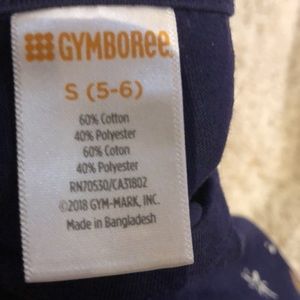 GYMBOREE
S (5-6)
60% Cotton
40% Polyester
60% Coton
40% Polyester
RN70530/CA31802
©2018 GYM-MARK, INC.
Made in Bangladesh